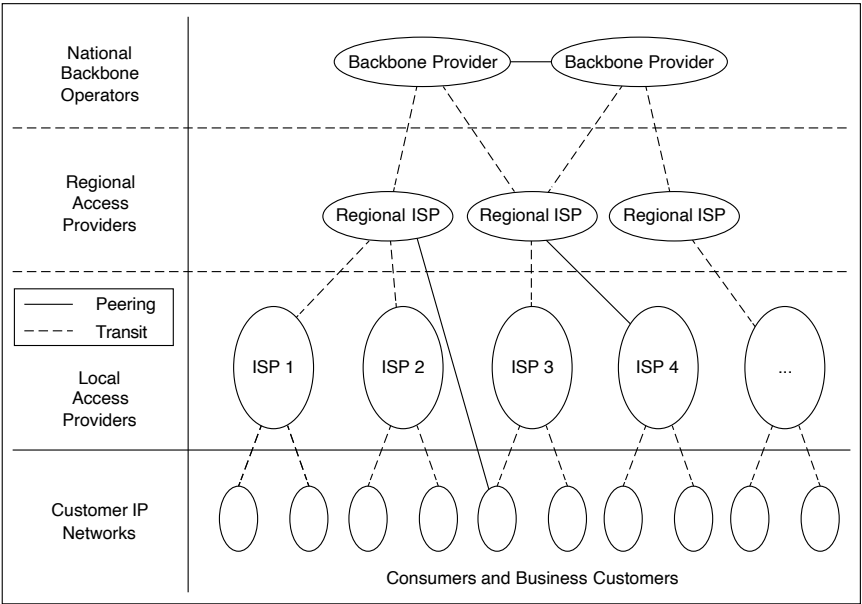 National
Backbone
Operators
Backbone Provider
Backbone Provider
Regional
Access
Providers
Regional ISP
Regional ISP
Regional ISP
Peering
Transit
Local
Access
Providers
ISP 1
ISP 2
ISP 3
ISP 4
...
Customer IP
Networks
Consumers and Business Customers